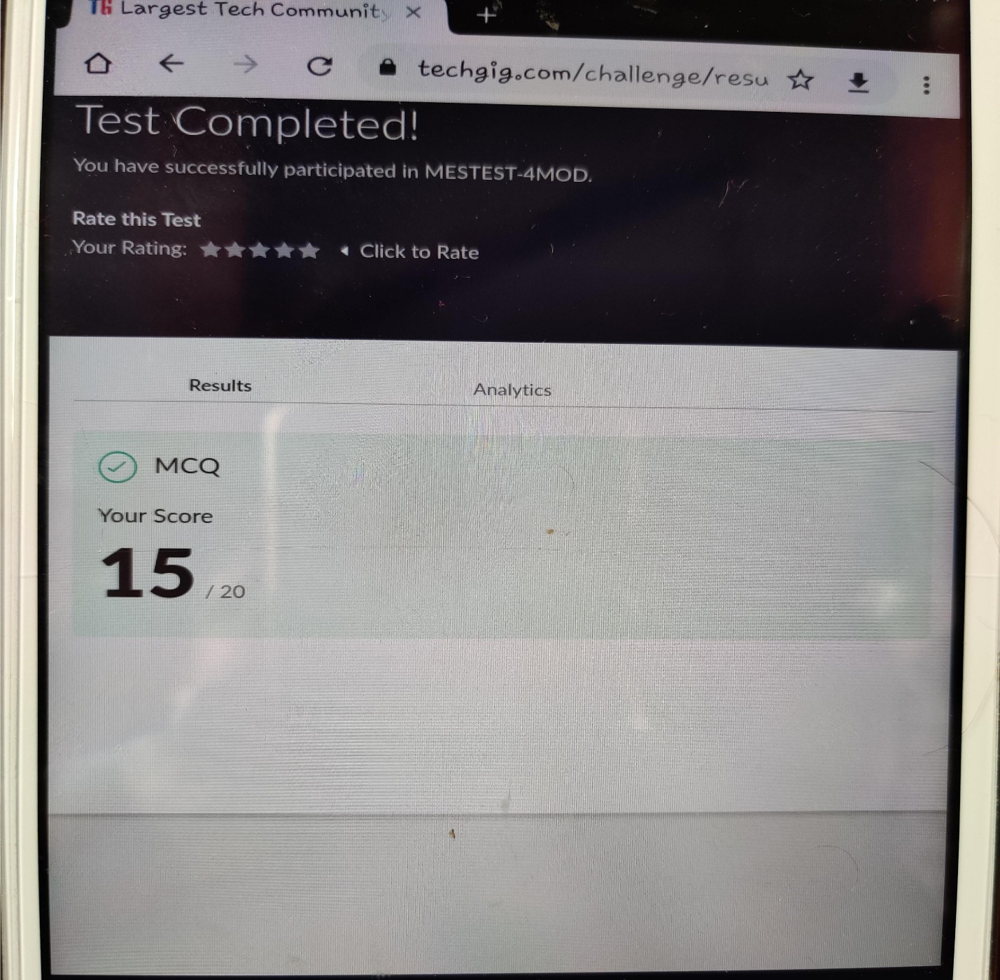 TG Largest Tech Community
techgig.com/challenge/resu
Test Completed!
You have successfully participated in MESTEST-4MOD.
Rate this Test
Your Rating: ★★★★★ ◂ Click to Rate
Results Analytics
MCQ
Your Score
15 / 20